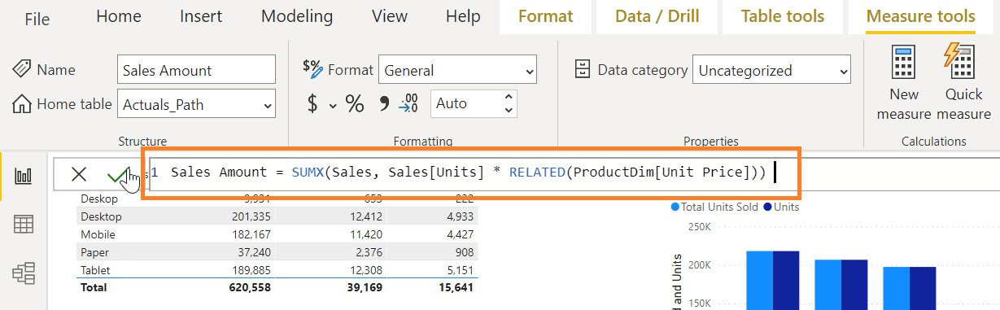 File Home Insert Modeling View Help Format Data / Drill Table tools Measure tools
Name Sales Amount
Home table Actuals_Path
Structure
$% Format General
$ % , .00 .0 Auto
Formatting
Data category Uncategorized
Properties
New measure
Quick measure
Calculations
1 Sales Amount = SUMX(Sales, Sales[Units] * RELATED(ProductDim[Unit Price]))
Deskop 9,931 653 222
Desktop 201,335 12,412 4,933
Mobile 182,167 11,420 4,427
Paper 37,240 2,376 908
Tablet 189,885 12,308 5,151
Total 620,558 39,169 15,641
Total Units Sold Units
250K
200K
150K
and Units